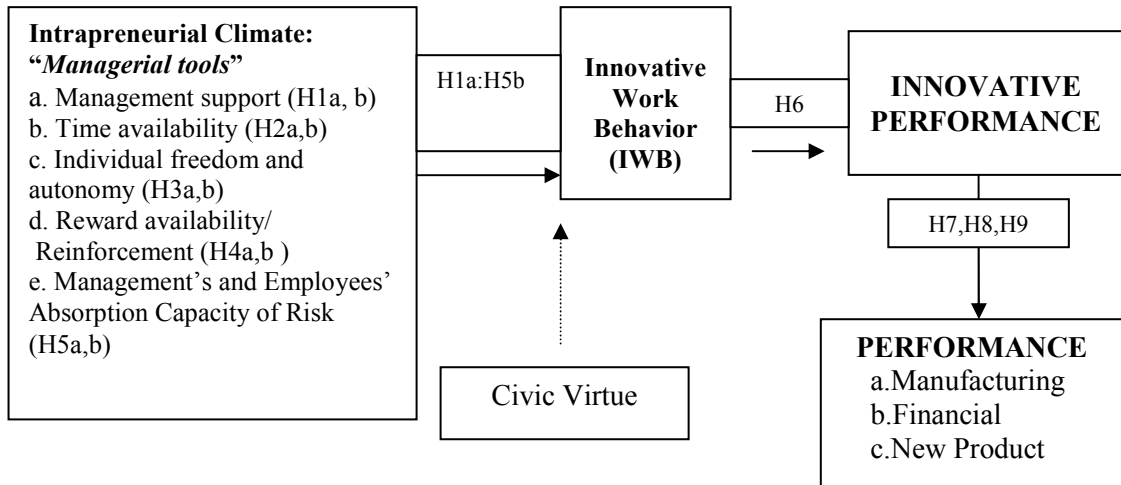 Intrapreneurial Climate:
“Managerial tools”
a. Management support (H1a, b)
b. Time availability (H2a,b)
c. Individual freedom and
autonomy (H3a,b)
d. Reward availability/
Reinforcement (H4a,b )
e. Management’s and Employees’
Absorption Capacity of Risk
(H5a,b)
H1a:H5b
Innovative
Work
Behavior
(IWB)
H6
INNOVATIVE
PERFORMANCE
H7,H8,H9
Civic Virtue
PERFORMANCE
a.Manufacturing
b.Financial
c.New Product